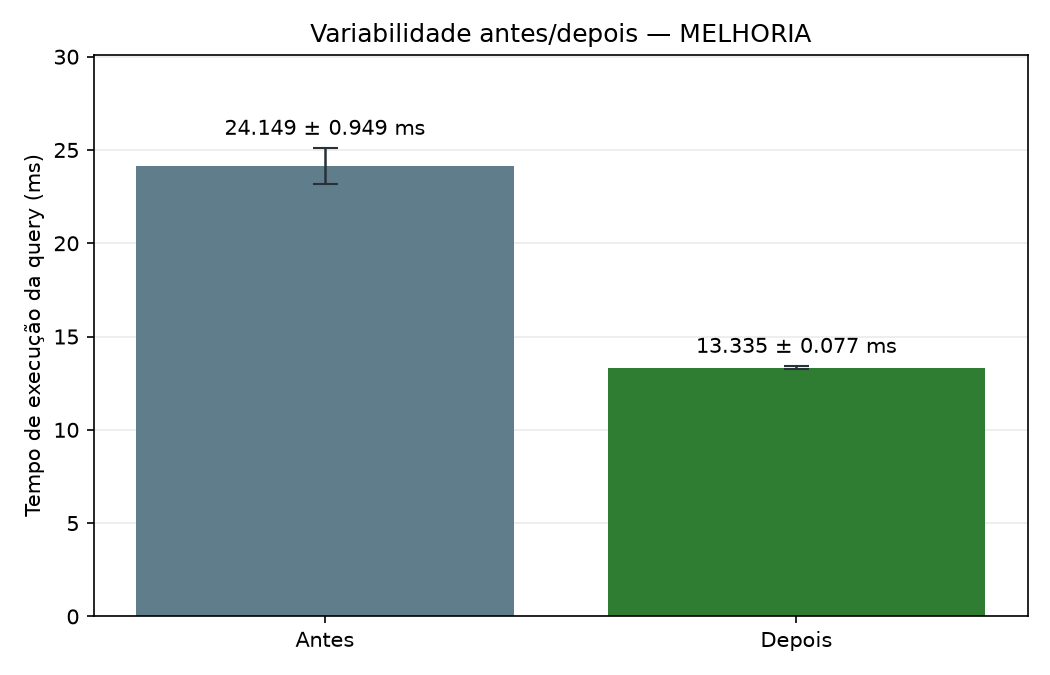 Variabilidade antes/depois — MELHORIA
Tempo de execução da query (ms)
30
25
20
15
10
5
0
24.149 ± 0.949 ms
13.335 ± 0.077 ms
Antes
Depois